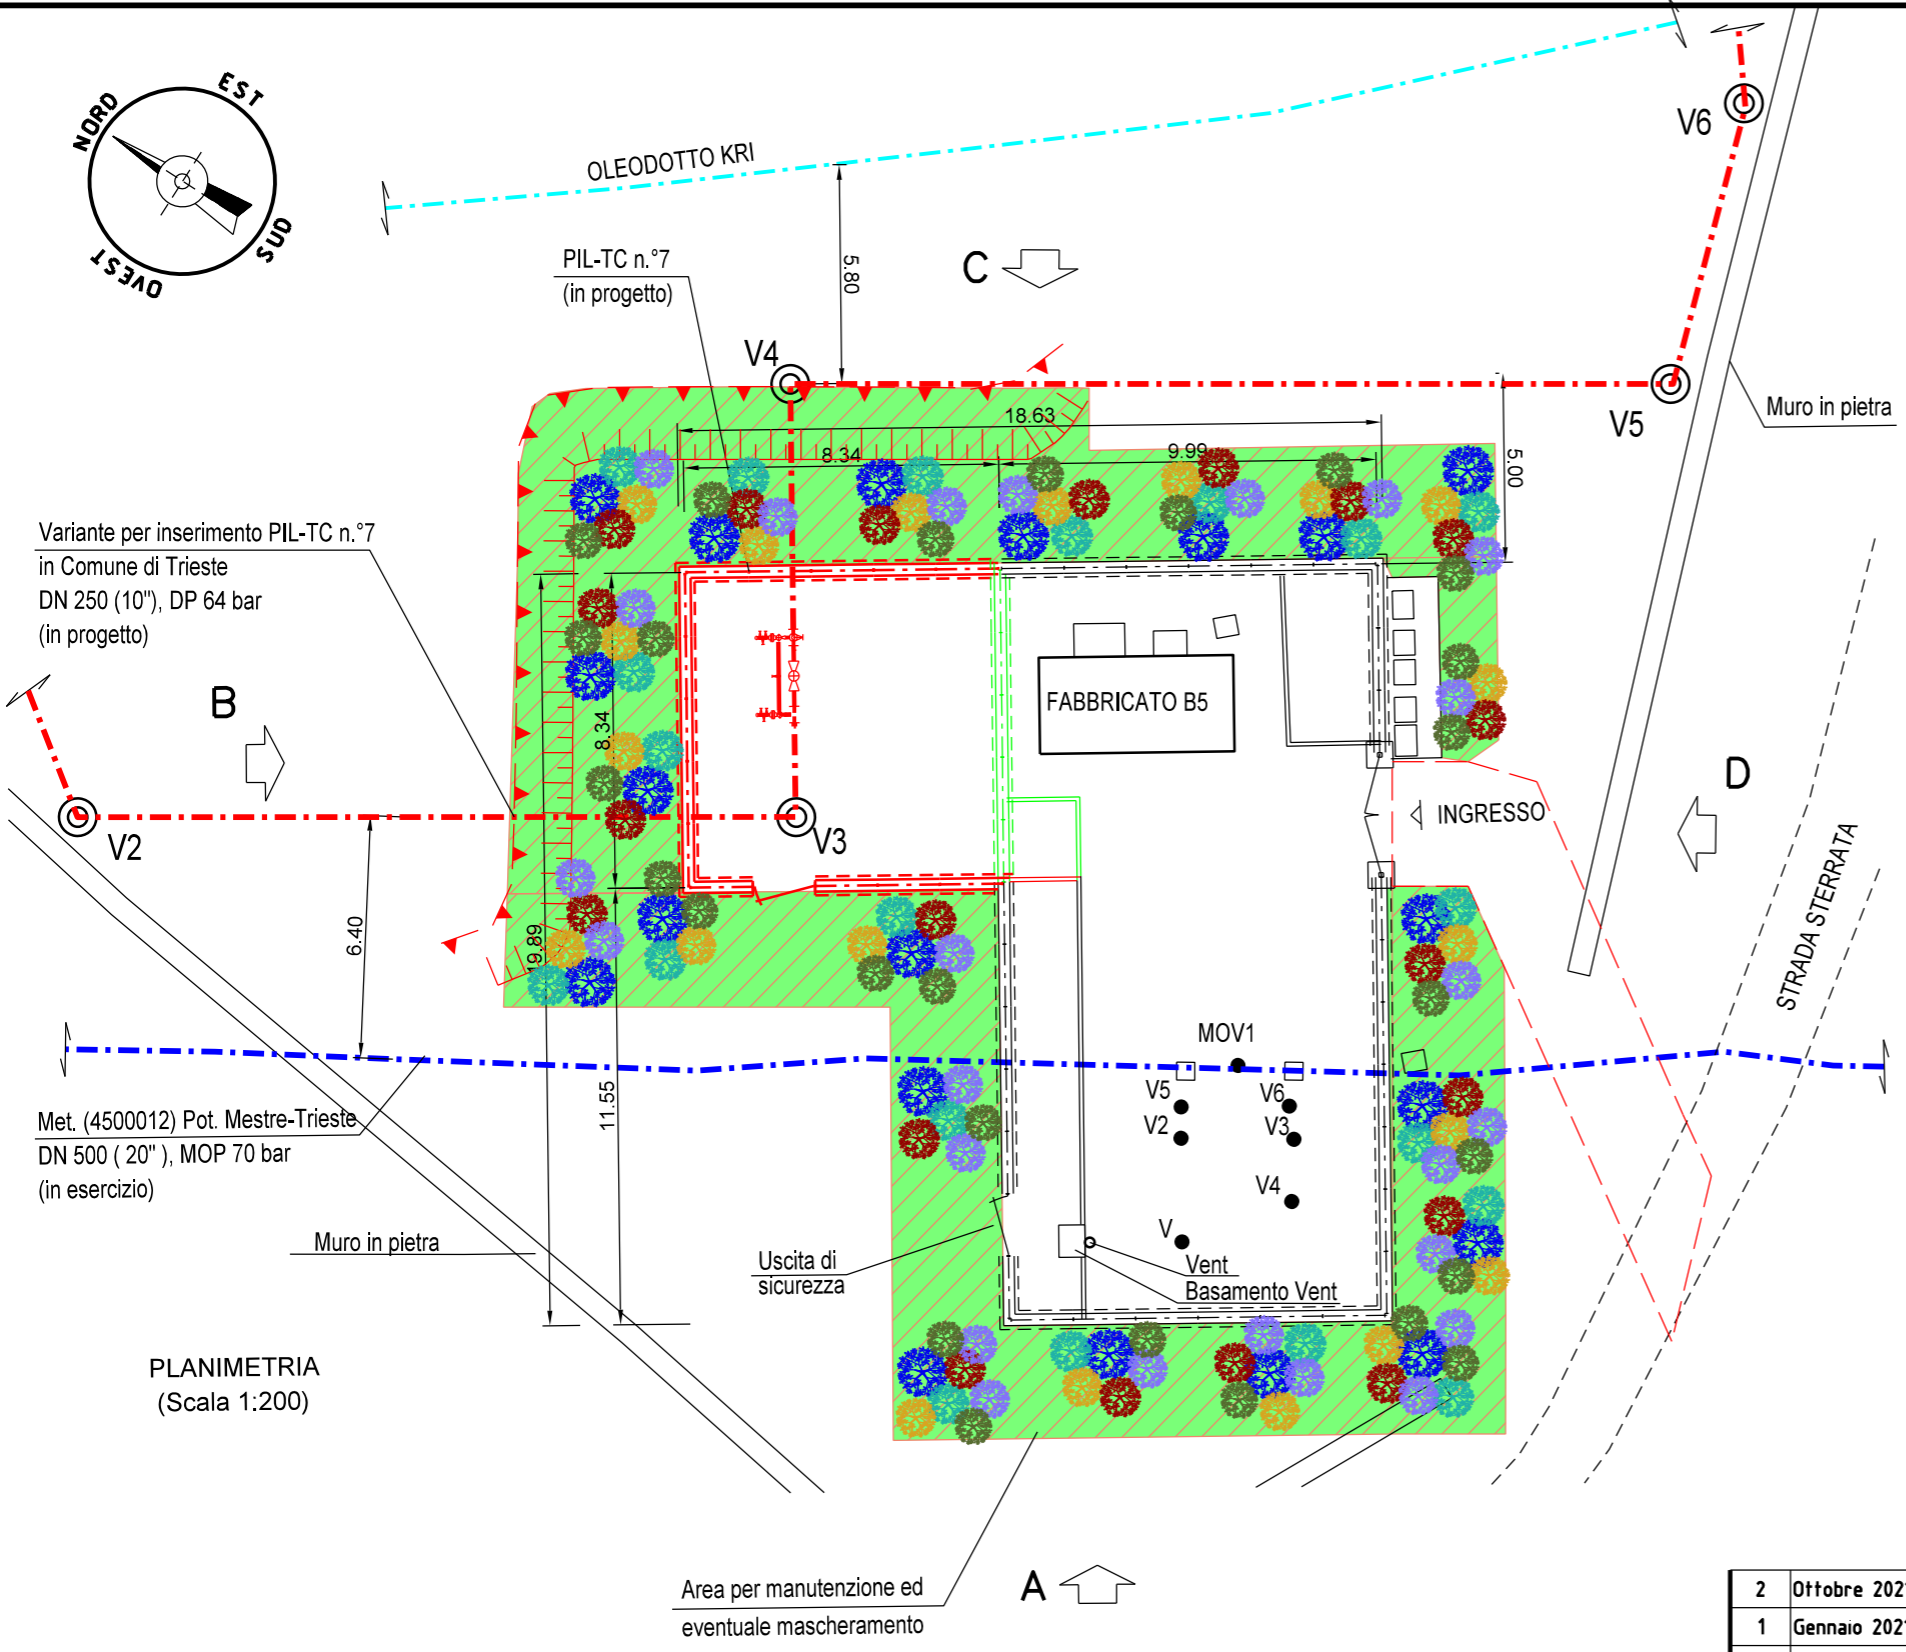 NORD
EST
SUD
OVEST
OLEODOTTO KRI
V6
PIL-TC n.°7
(in progetto)
5.80
C
V4
V5
Muro in pietra
18.63
8.34
9.99
5.00
Variante per inserimento PIL-TC n.°7
in Comune di Trieste
DN 250 (10"), DP 64 bar
(in progetto)
B
8.34
FABBRICATO B5
D
V2
V3
INGRESSO
STRADA STERRATA
6.40
19.89
11.55
MOV1
V5
V6
V2
V3
V4
V
Met. (4500012) Pot. Mestre-Trieste
DN 500 ( 20" ), MOP 70 bar
(in esercizio)
Muro in pietra
Uscita di
sicurezza
Vent
Basamento Vent
PLANIMETRIA
(Scala 1:200)
Area per manutenzione ed
eventuale mascheramento
A
2 Ottobre
1 Gennaio